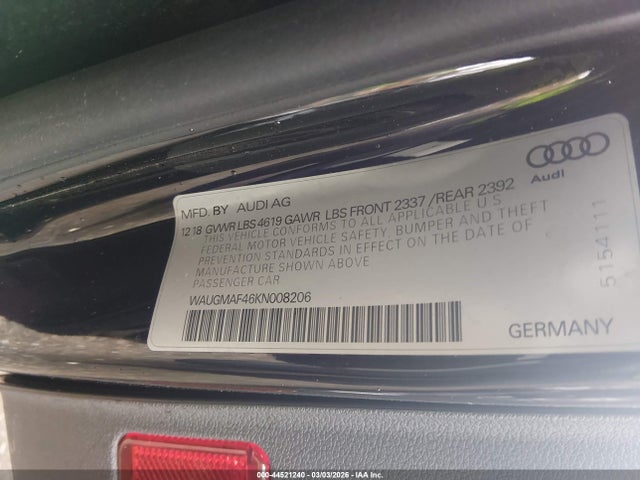 Audi
MFD. BY AUDI AG
12 18 GVWR LBS 4619 GAWR LBS FRONT 2337 / REAR 2392
THIS VEHICLE CONFORMS TO ALL APPLICABLE U S
FEDERAL MOTOR VEHICLE SAFETY, BUMPER AND THEFT
PREVENTION STANDARDS IN EFFECT ON THE DATE OF
MANUFACTURE SHOWN ABOVE
PASSENGER CAR
WAUGMAF46KN008206
5154111
GERMANY
000-44521240 - 03/03/2026 - IAA Inc.